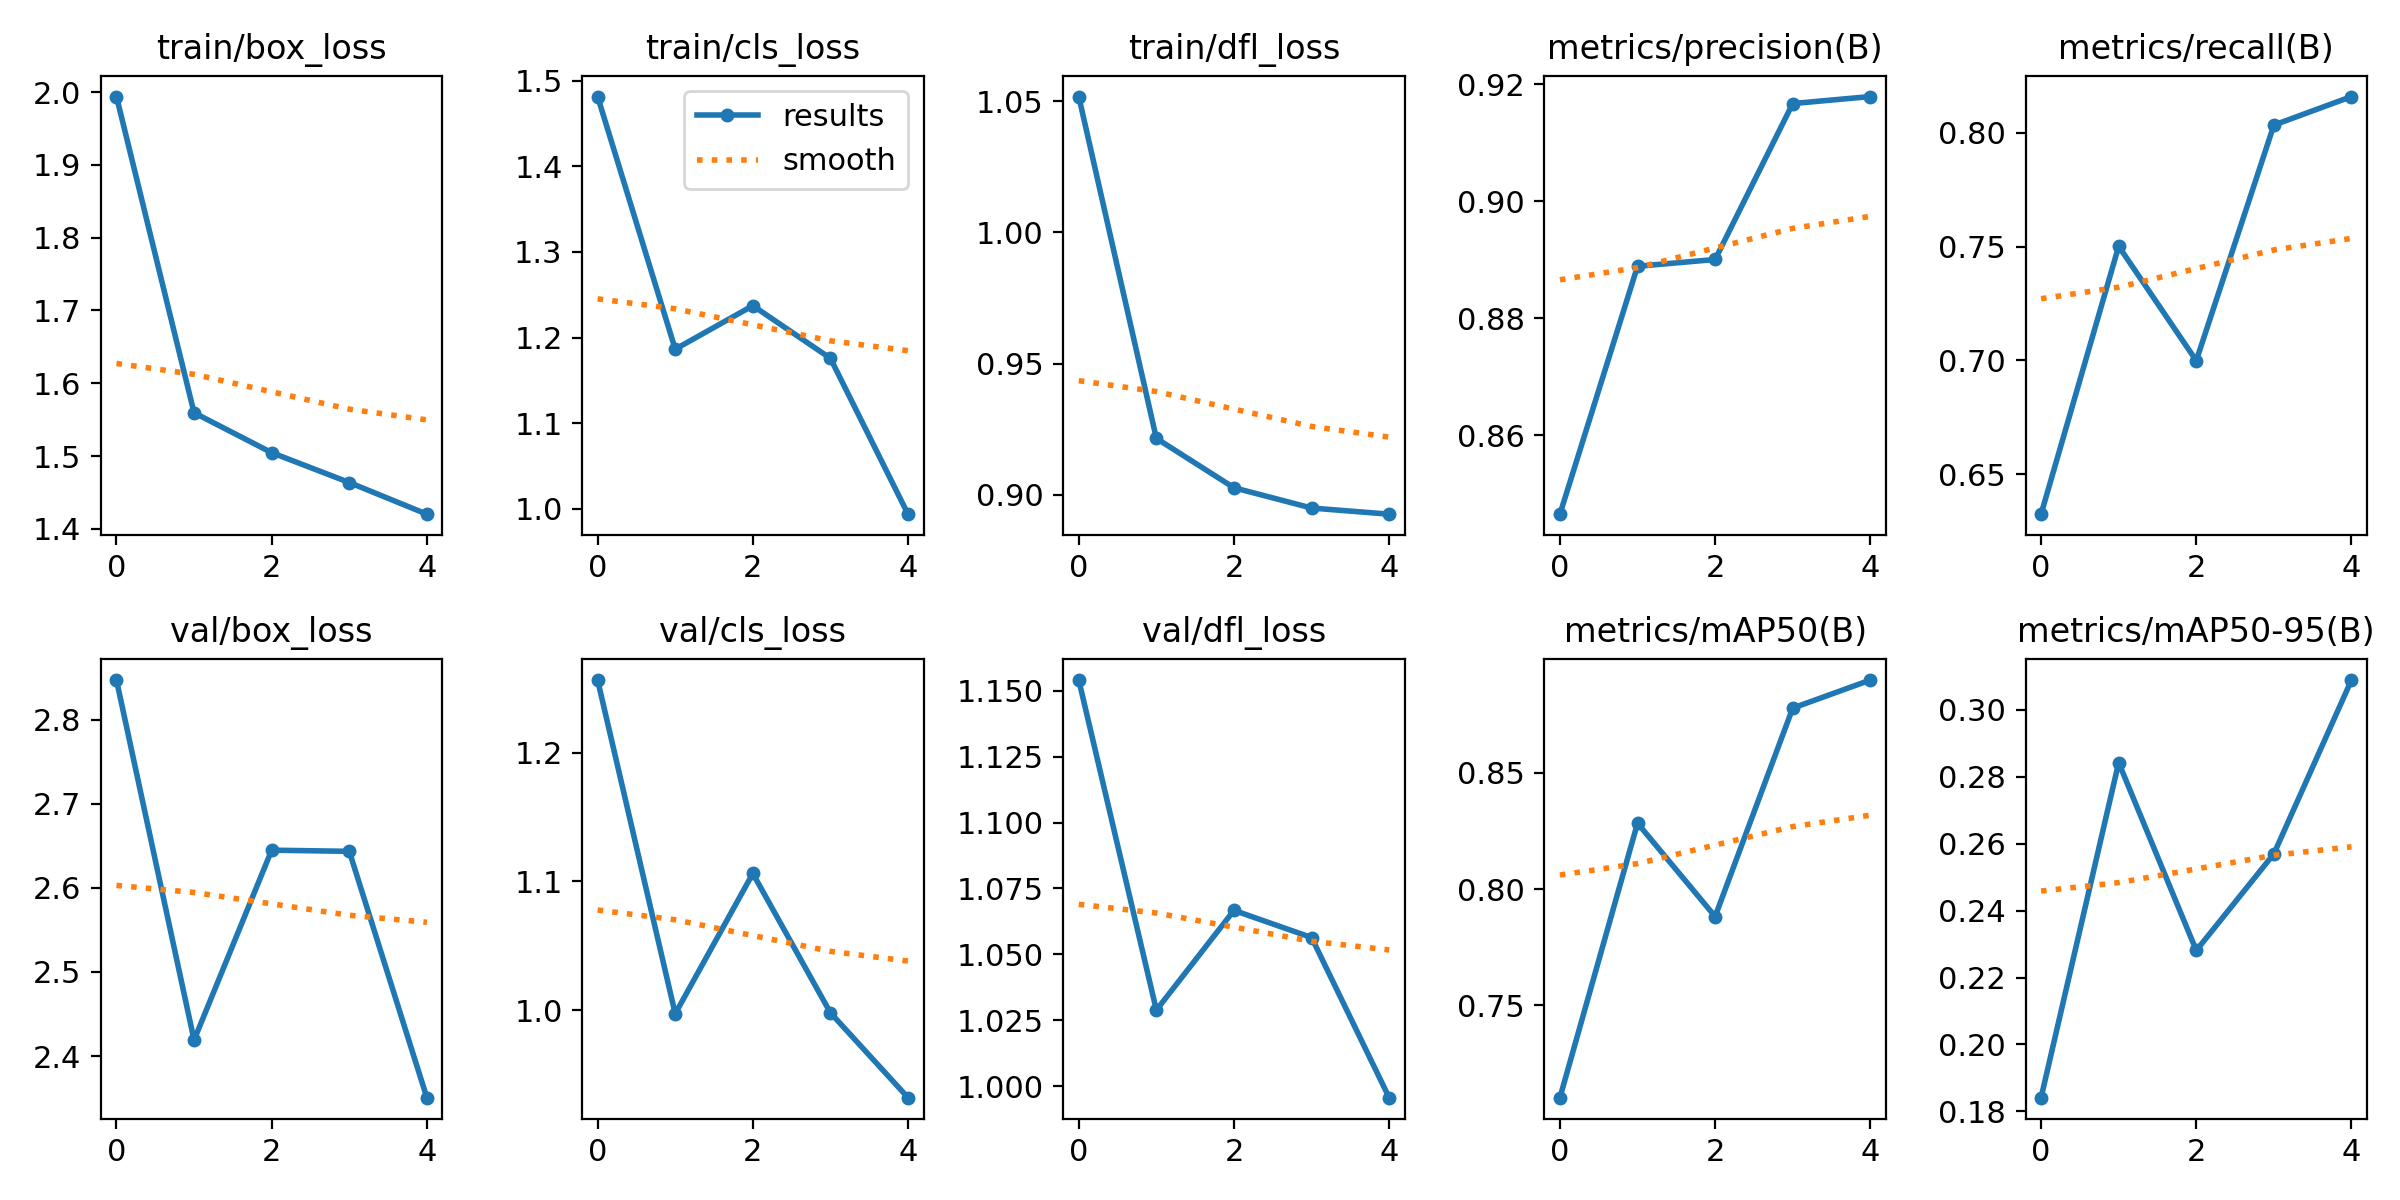 train/box_loss
2.0
1.9
1.8
1.7
1.6
1.5
1.4
0 2 4
train/cls_loss
1.5
1.4
1.3
1.2
1.1
1.0
results
smooth
0 2 4
train/dfl_loss
1.05
1.00
0.95
0.90
0 2 4
metrics/precision(B)
0.92
0.90
0.88
0.86
0 2 4
metrics/recall(B)
0.80
0.75
0.70
0.65
0 2 4
val/box_loss
2.8
2.7
2.6
2.5
2.4
0 2 4
val/cls_loss
1.2
1.1
1.0
0 2 4
val/dfl_loss
1.150
1.125
1.100
1.075
1.050
1.025
1.000
0 2 4
metrics/mAP50(B)
0.85
0.80
0.75
0 2 4
metrics/mAP50-95(B)
0.30
0.28
0.26
0.24
0.22
0.20
0.18
0 2 4